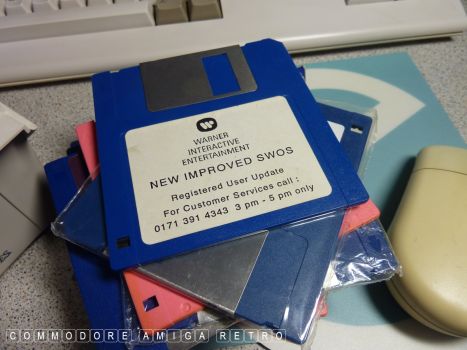 WARNER
INTERACTIVE
ENTERTAINMENT
NEW IMPROVED SWOS
Registered User Update
For Customer Services call :
0171 391 4343 3 pm - 5 pm only
COMMODORE AMIGA RETRO